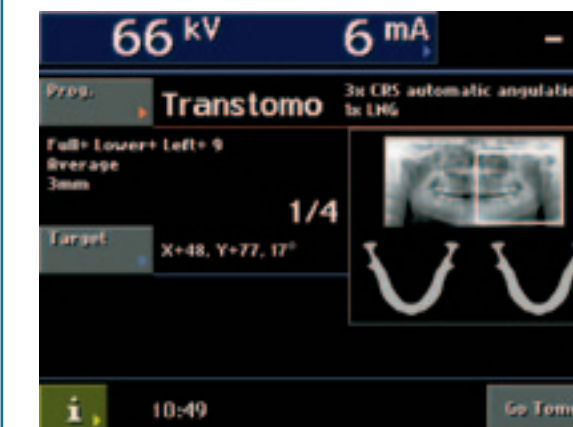 66 kV 6 mA -
Prog. Transtomo 3x CRS automatic angulatio
1x LNG
Full+ Lower+ Left+ 9
Average
3mm
1/4
Target X+48, Y+77, 17°
i 10:49 Go Tomo